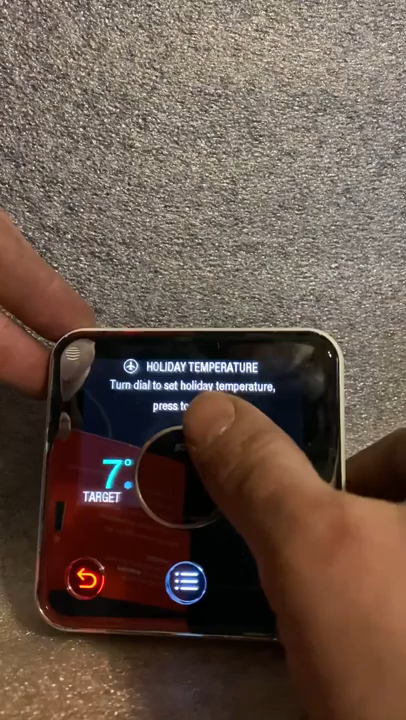 HOLIDAY TEMPERATURE
Turn dial to set holiday temperature,
press to
7°
TARGET